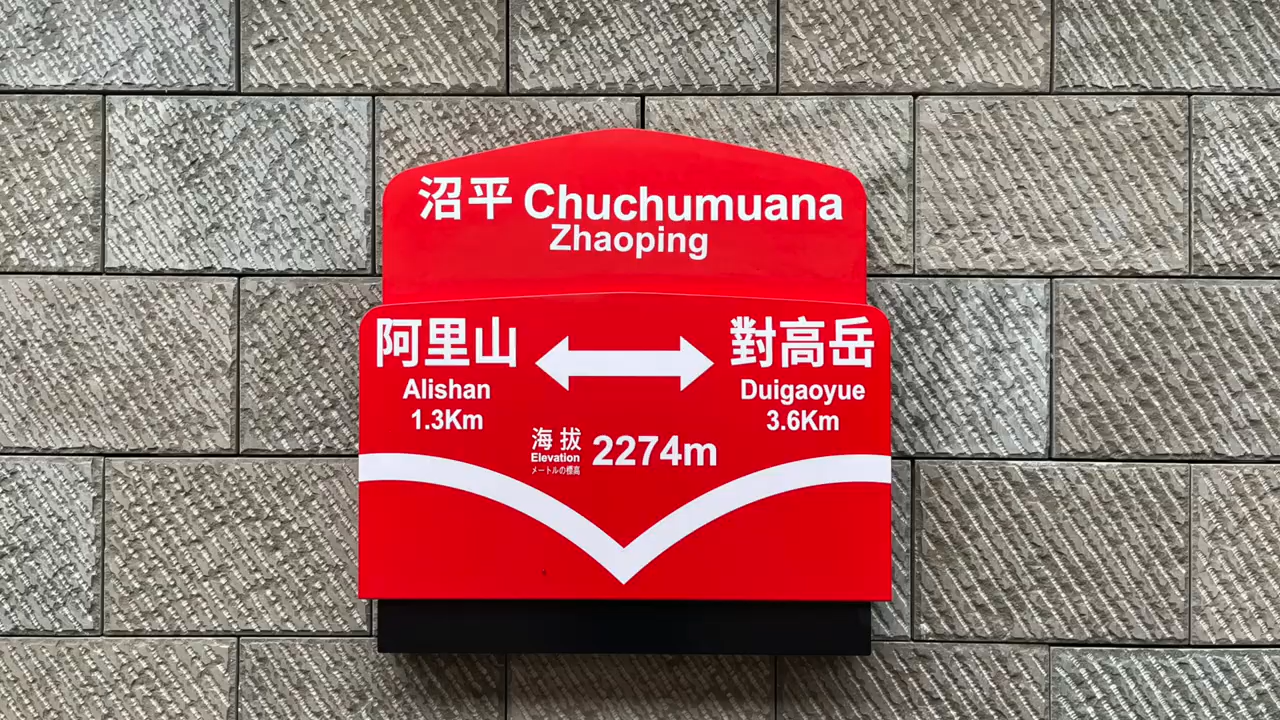 沼平 Chuchumuana
Zhaoping
阿里山
Alishan
1.3Km
對高岳
Duigaoyue
3.6Km
海拔 2274m
Elevation
メートルの標高